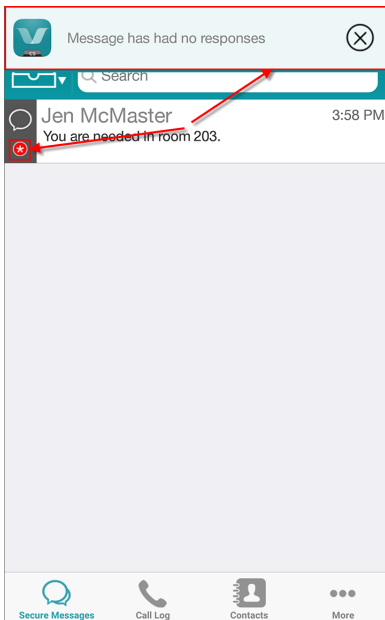 Message has had no responses
Search
Jen McMaster
3:58 PM
You are needed in room 203.
Secure Messages
Call Log
Contacts
More